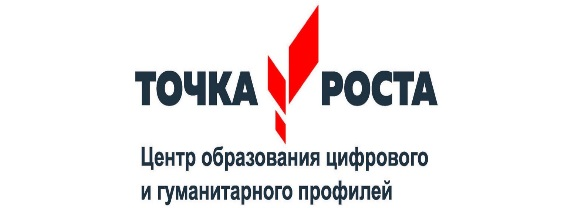 ТОЧКА РОСТА
Центр образования цифрового
и гуманитарного профилей